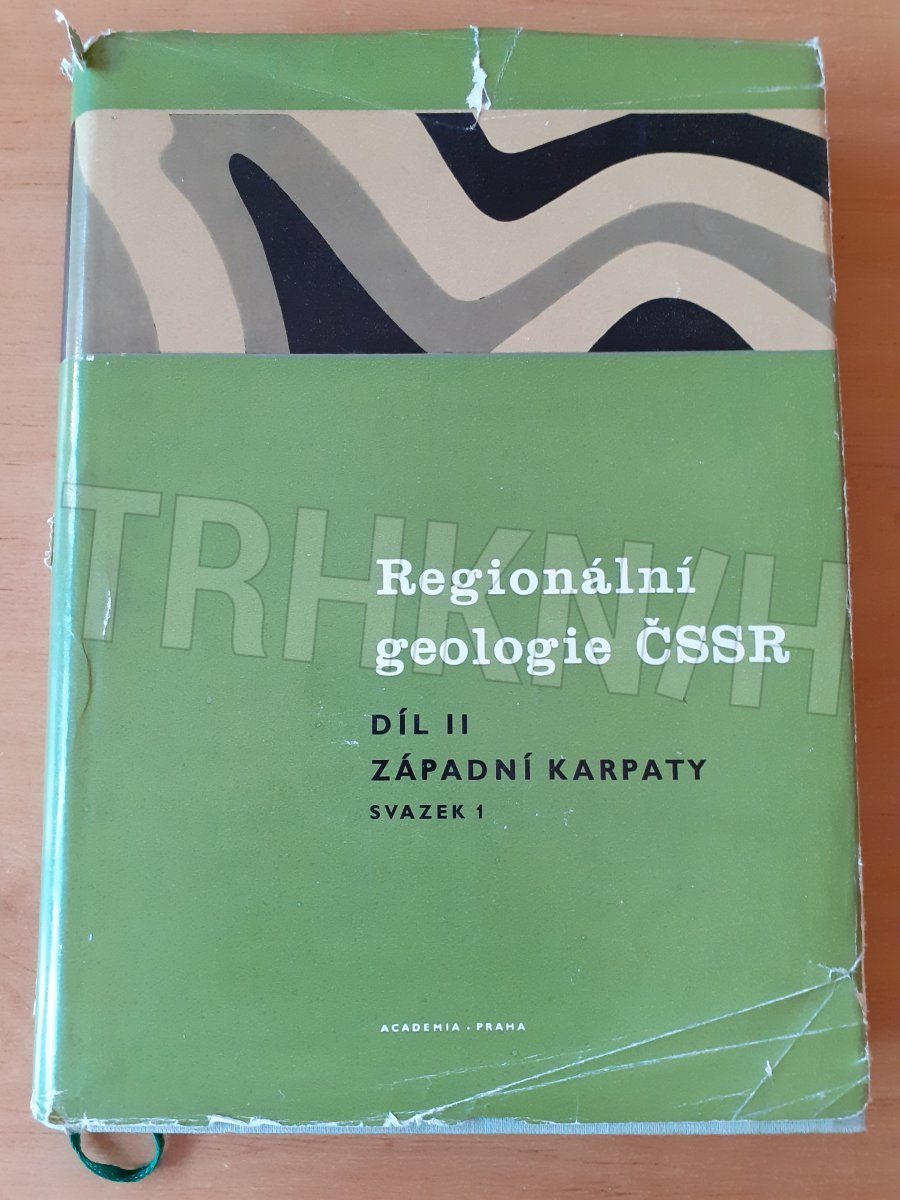 Regionální
geologie ČSSR
DÍL II
ZÁPADNÍ KARPATY
SVAZEK 1
ACADEMIA . PRAHA
TRHKNIH